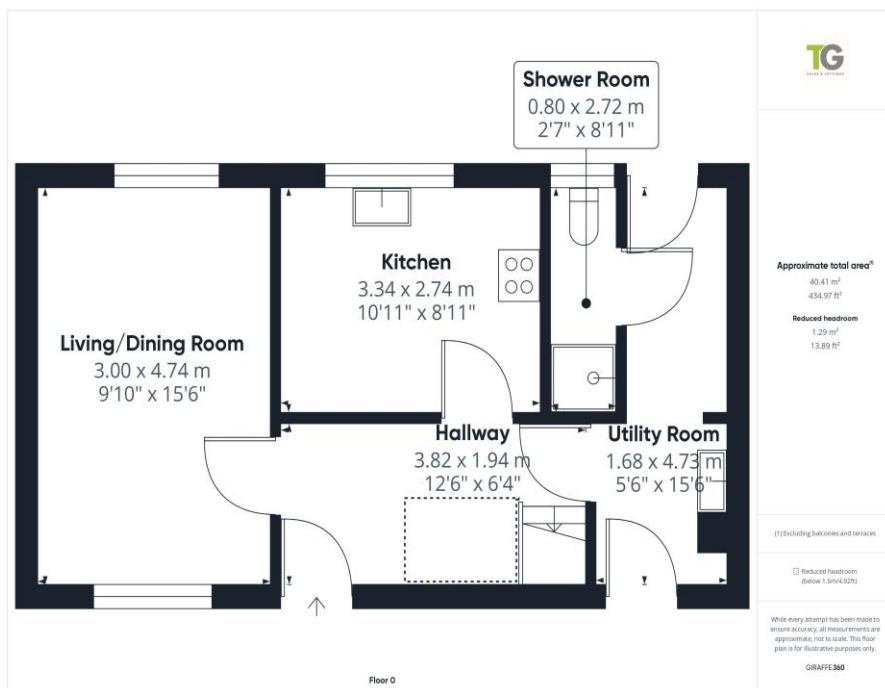 Shower Room
0.80 x 2.72 m
2'7" x 8'11"
Kitchen
3.34 x 2.74 m
10'11" x 8'11"
Living/Dining Room
3.00 x 4.74 m
9'10" x 15'6"
Hallway
3.82 x 1.94 m
12'6" x 6'4"
Utility Room
1.68 x 4.73 m
5'6" x 15'6"
Floor 0
TG
SALES & LETTINGS
Approximate total area(1)
40.41 m²
434.97 ft²
Reduced headroom
1.29 m²
13.89 ft²
(1) Excluding balconies and terraces
Reduced headroom
(below 1.5m/4.92ft)
While every attempt has been made to
ensure accuracy, all measurements are
approximate, not to scale. This floor
plan is for illustrative purposes only.
GIRAFFE360